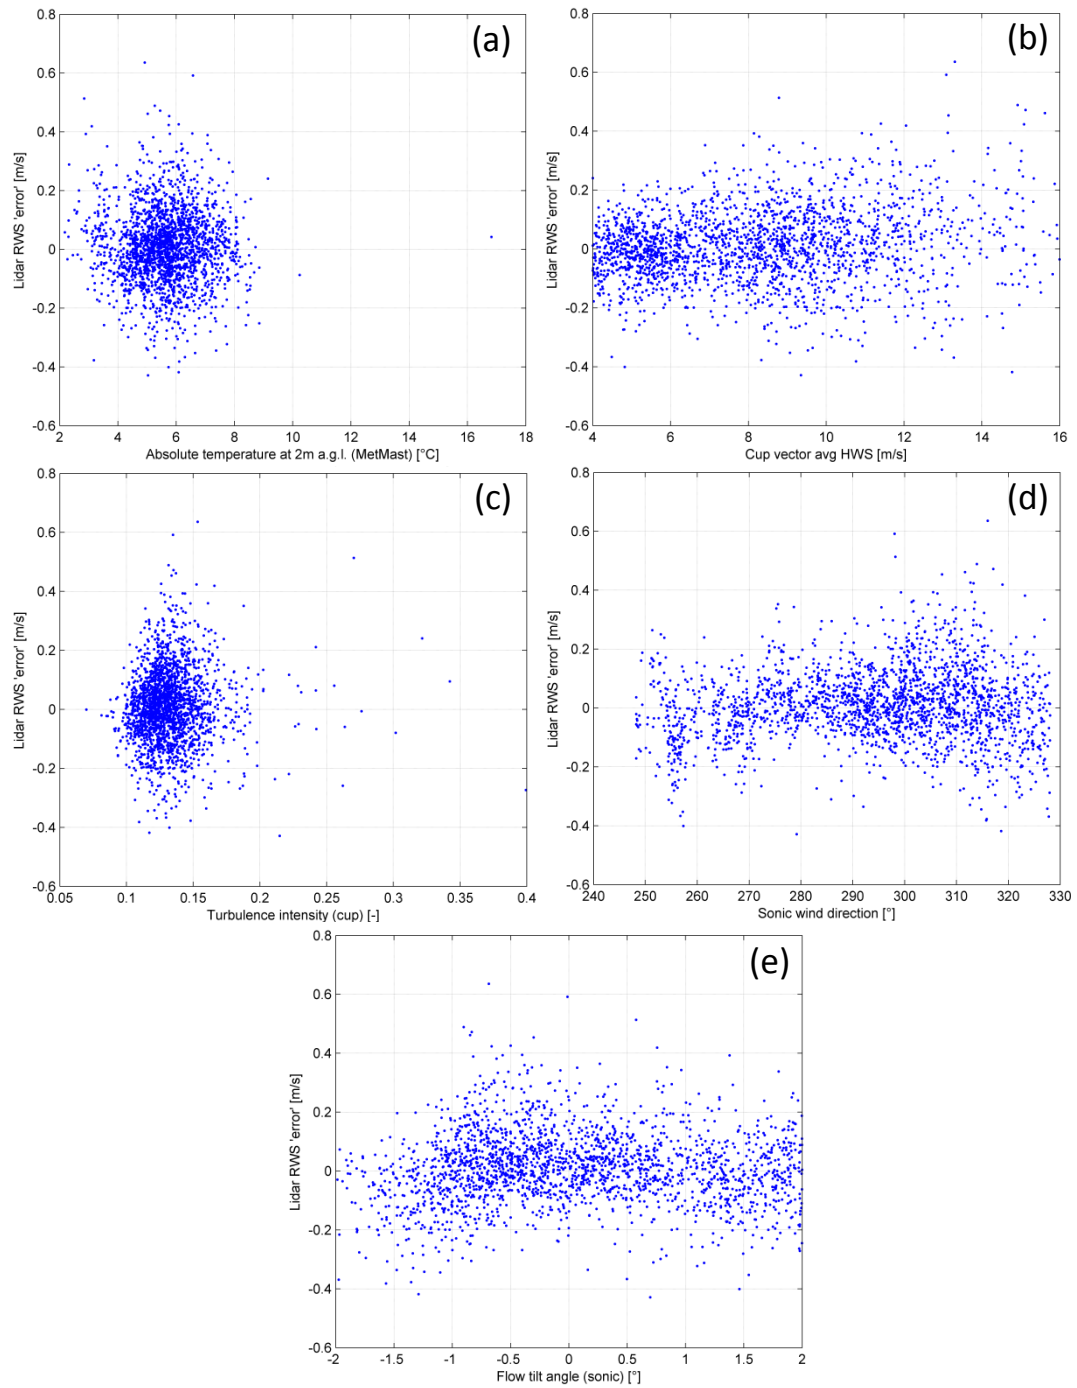 (a)
0.8
0.6
0.4
0.2
0
-0.2
-0.4
-0.6
Lidar RWS 'error' [m/s]
2 4 6 8 10 12 14 16 18
Absolute temperature at 2m a.g.l. (MetMast) [°C]
(b)
0.8
0.6
0.4
0.2
0
-0.2
-0.4
-0.6
Lidar RWS 'error' [m/s]
4 6 8 10 12 14 16
Cup vector avg HWS [m/s]
(c)
0.8
0.6
0.4
0.2
0
-0.2
-0.4
-0.6
Lidar RWS 'error' [m/s]
0.05 0.1 0.15 0.2 0.25 0.3 0.35 0.4
Turbulence intensity (cup) [-]
(d)
0.8
0.6
0.4
0.2
0
-0.2
-0.4
-0.6
Lidar RWS 'error' [m/s]
240 250 260 270 280 290 300 310 320 330
Sonic wind direction [°]
(e)
0.8
0.6
0.4
0.2
0
-0.2
-0.4
-0.6
Lidar RWS 'error' [m/s]
-2 -1.5 -1 -0.5 0 0.5 1 1.5 2
Flow tilt angle (sonic) [°]